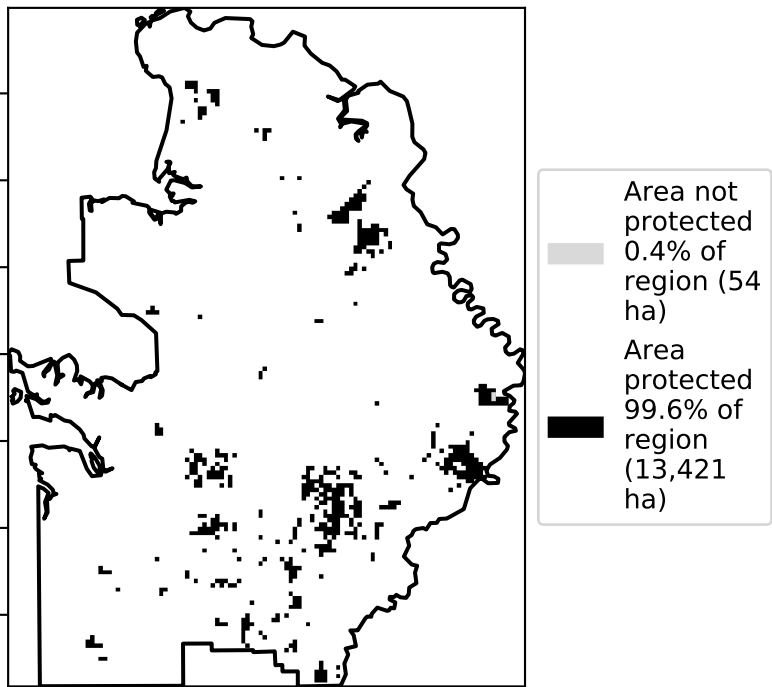 Area not
protected
0.4% of
region (54
ha)
Area
protected
99.6% of
region
(13,421
ha)